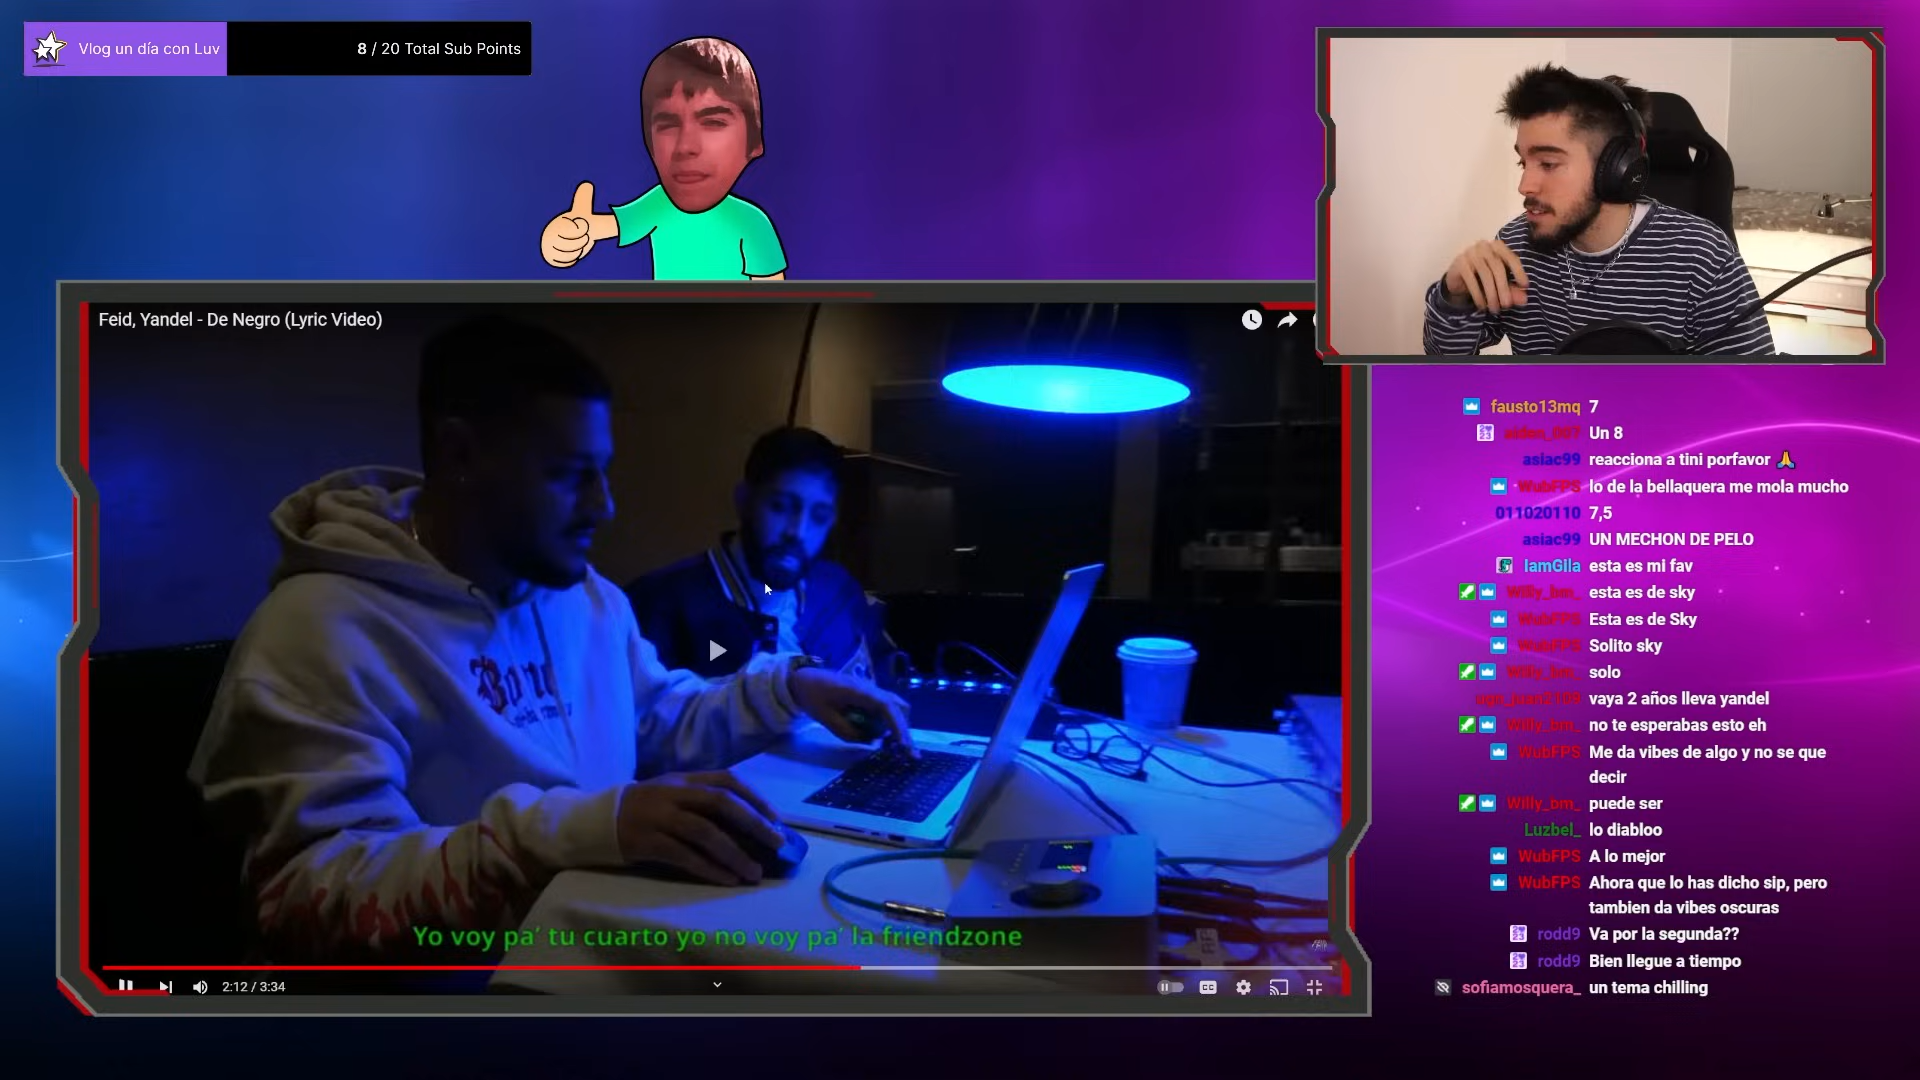 Vlog un día con Luv 8 / 20 Total Sub Points
Feid, Yandel - De Negro (Lyric Video)
Yo voy pa' tu cuarto yo no voy pa' la friendzone
2:12 / 3:34
fausto13mq 7
Un 8
asiac99 reacciona a tini porfavor 🙏
WubFPS lo de la bellaquera me mola mucho
011020110 7,5
asiac99 UN MECHON DE PELO
IamGIla esta es mi fav
Willy_bm_ esta es de sky
WubFPS Esta es de Sky
WubFPS Solito sky
Willy_bm_ solo
vaya 2 años lleva yandel
Willy_bm_ no te esperabas esto eh
WubFPS Me da vibes de algo y no se que
decir
Willy_bm_ puede ser
Luzbel_ lo diabloo
WubFPS A lo mejor
WubFPS Ahora que lo has dicho sip, pero
tambien da vibes oscuras
rodd9 Va por la segunda??
rodd9 Bien llegue a tiempo
sofiamosquera_ un tema chilling